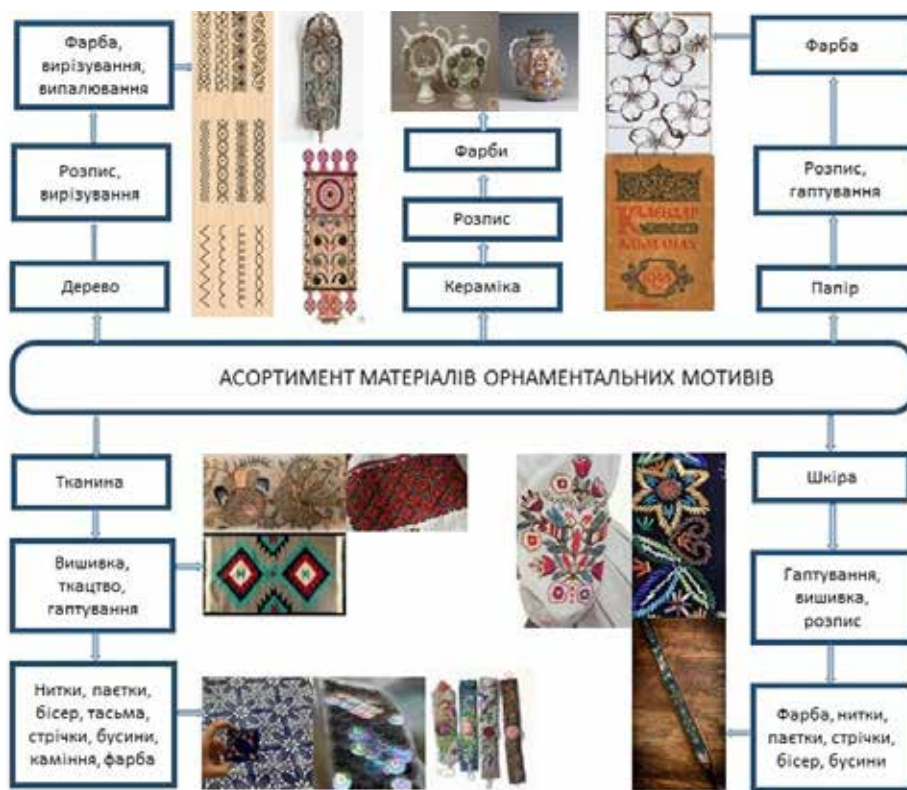 Фарба,
вирізування,
випалювання
Розпис,
вирізування
Дерево
Фарби
Розпис
Кераміка
Фарба
Розпис,
гаптування
Папір
КАЛЕНДАР
АЛЬМАНАХ
АСОРТИМЕНТ МАТЕРІАЛІВ ОРНАМЕНТАЛЬНИХ МОТИВІВ
Тканина
Вишивка,
ткацтво,
гаптування
Нитки, паєтки,
бісер, тасьма,
стрічки, бусини,
каміння, фарба
Шкіра
Гаптування,
вишивка,
розпис
Фарба, нитки,
паєтки, стрічки,
бісер, бусини